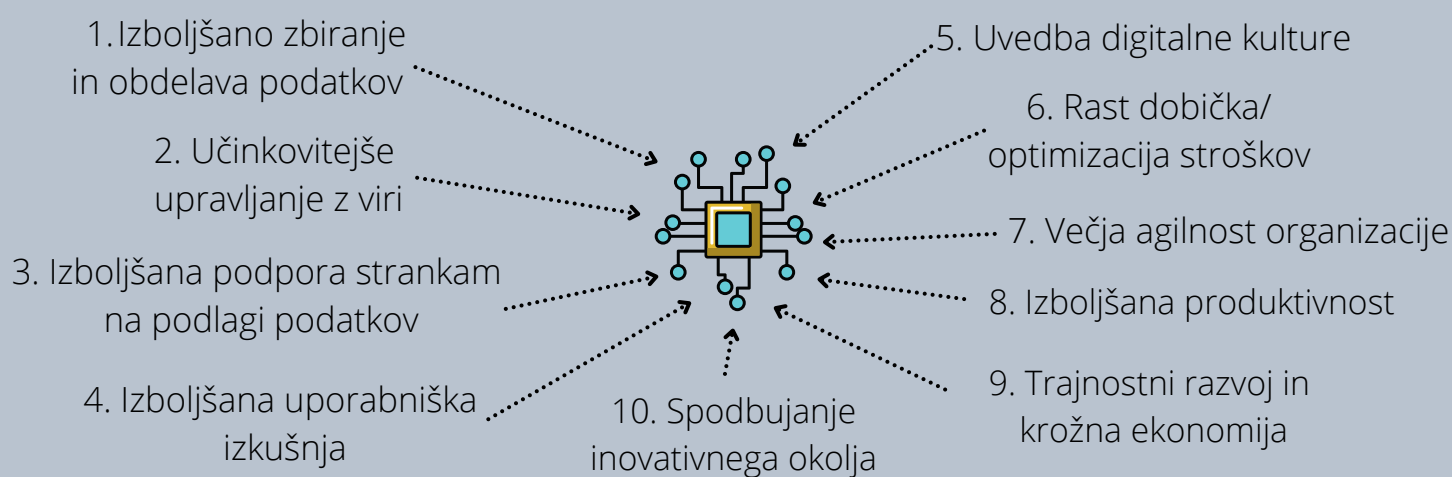 1. Izboljšano zbiranje
in obdelava podatkov
2. Učinkovitejše
upravljanje z viri
3. Izboljšana podpora strankam
na podlagi podatkov
4. Izboljšana uporabniška
izkušnja
5. Uvedba digitalne kulture
6. Rast dobička/
optimizacija stroškov
7. Večja agilnost organizacije
8. Izboljšana produktivnost
9. Trajnostni razvoj in
krožna ekonomija
10. Spodbujanje
inovativnega okolja